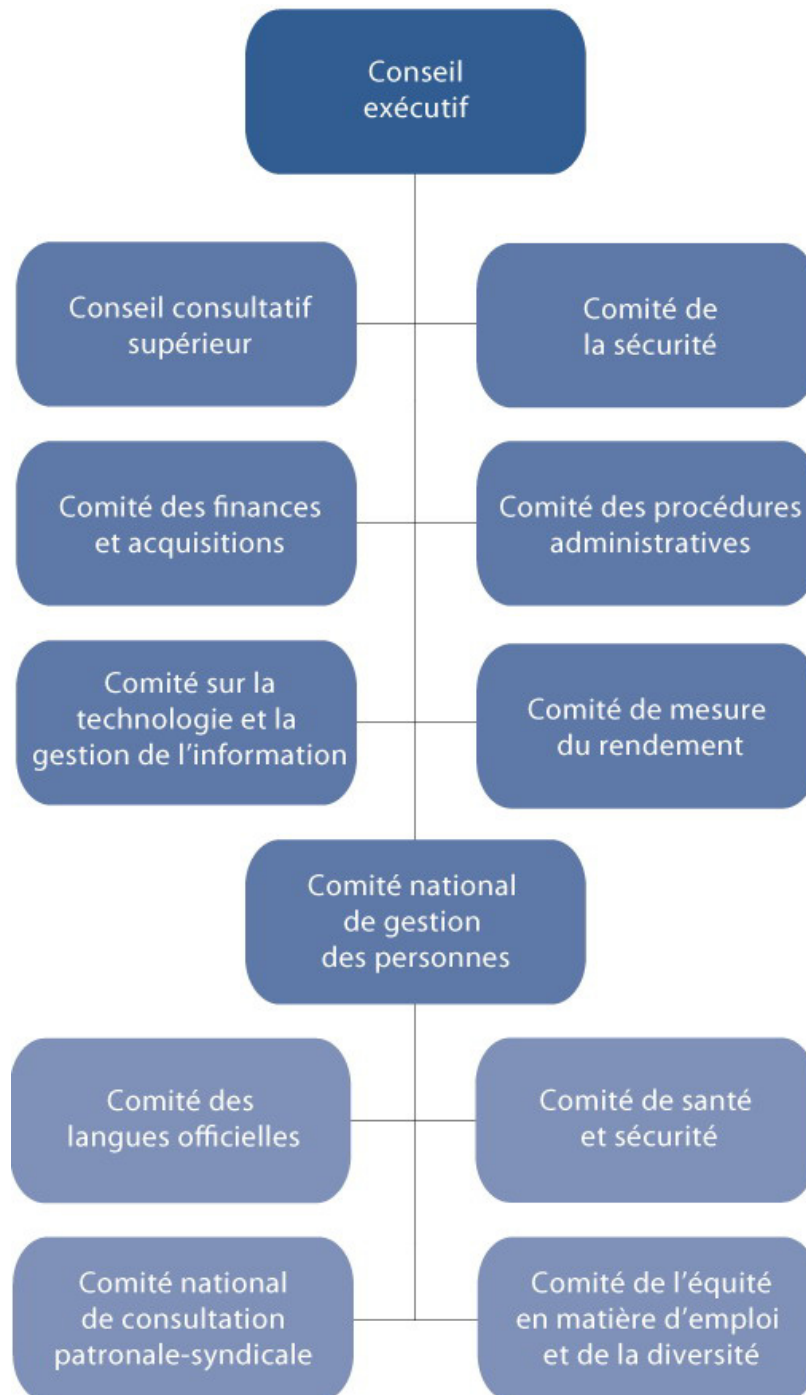 Conseil
exécutif
Conseil consultatif
supérieur
Comité de
la sécurité
Comité des finances
et acquisitions
Comité des procédures
administratives
Comité sur la
technologie et la
gestion de l’information
Comité de mesure
du rendement
Comité national
de gestion
des personnes
Comité des
langues officielles
Comité de santé
et sécurité
Comité national
de consultation
patronale-syndicale
Comité de l’équité
en matière d’emploi
et de la diversité